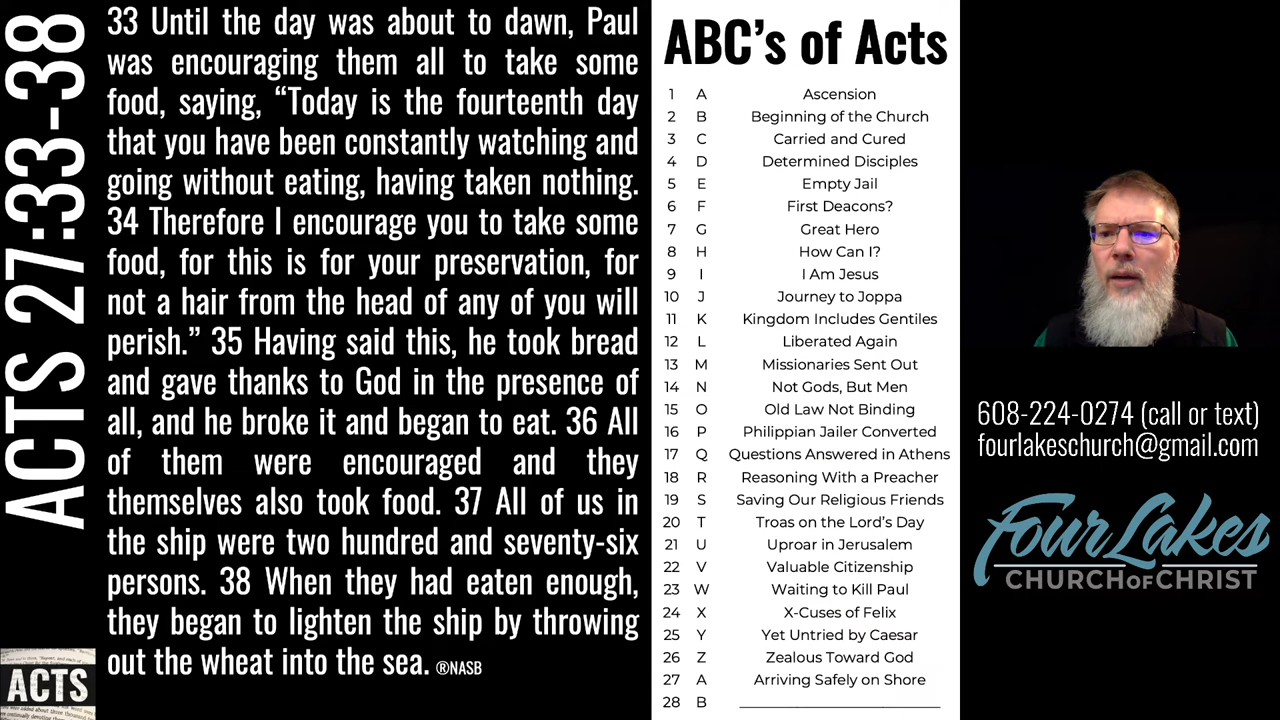 ACTS 27:33-38
33 Until the day was about to dawn, Paul
was encouraging them all to take some
food, saying, “Today is the fourteenth day
that you have been constantly watching and
going without eating, having taken nothing.
34 Therefore I encourage you to take some
food, for this is for your preservation, for
not a hair from the head of any of you will
perish.” 35 Having said this, he took bread
and gave thanks to God in the presence of
all, and he broke it and began to eat. 36 All
of them were encouraged and they
themselves also took food. 37 All of us in
the ship were two hundred and seventy-six
persons. 38 When they had eaten enough,
they began to lighten the ship by throwing
out the wheat into the sea. ®NASB
ACTS
ABC’s of Acts
1 A Ascension
2 B Beginning of the Church
3 C Carried and Cured
4 D Determined Disciples
5 E Empty Jail
6 F First Deacons?
7 G Great Hero
8 H How Can I?
9 I I Am Jesus
10 J Journey to Joppa
11 K Kingdom Includes Gentiles
12 L Liberated Again
13 M Missionaries Sent Out
14 N Not Gods, But Men
15 O Old Law Not Binding
16 P Philippian Jailer Converted
17 Q Questions Answered in Athens
18 R Reasoning With a Preacher
19 S Saving Our Religious Friends
20 T Troas on the Lord’s Day
21 U Uproar in Jerusalem
22 V Valuable Citizenship
23 W Waiting to Kill Paul
24 X X-Cuses of Felix
25 Y Yet Untried by Caesar
26 Z Zealous Toward God
27 A Arriving Safely on Shore
28 B
608-224-0274 (call or text)
fourlakeschurch@gmail.com
Four Lakes
CHURCH OF CHRIST